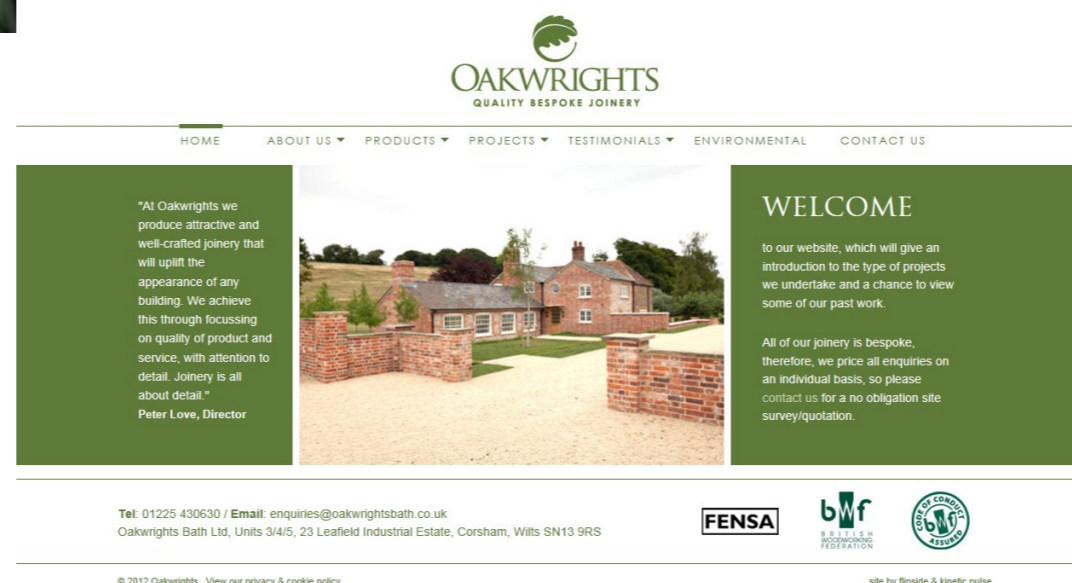 OAKWRIGHTS
QUALITY BESPOKE JOINERY
HOME ABOUT US PRODUCTS PROJECTS TESTIMONIALS ENVIRONMENTAL CONTACT US
"At Oakwrights we
produce attractive and
well-crafted joinery that
will uplift the
appearance of any
building. We achieve
this through focussing
on quality of product and
service, with attention to
detail. Joinery is all
about detail."
Peter Love, Director
WELCOME
to our website, which will give an
introduction to the type of projects
we undertake and a chance to view
some of our past work.
All of our joinery is bespoke,
therefore, we price all enquiries on
an individual basis, so please
contact us for a no obligation site
survey/quotation.
Tel: 01225 430630 / Email: enquiries@oakwrightsbath.co.uk
Oakwrights Bath Ltd, Units 3/4/5, 23 Leafield Industrial Estate, Corsham, Wilts SN13 9RS
FENSA
bwf
BRITISH
WOODWORKING
FEDERATION
CODE OF CONDUCT
bwf
ASSURED
© 2012 Oakwrights View our privacy & cookie policy
site by flipside & kinetic pulse